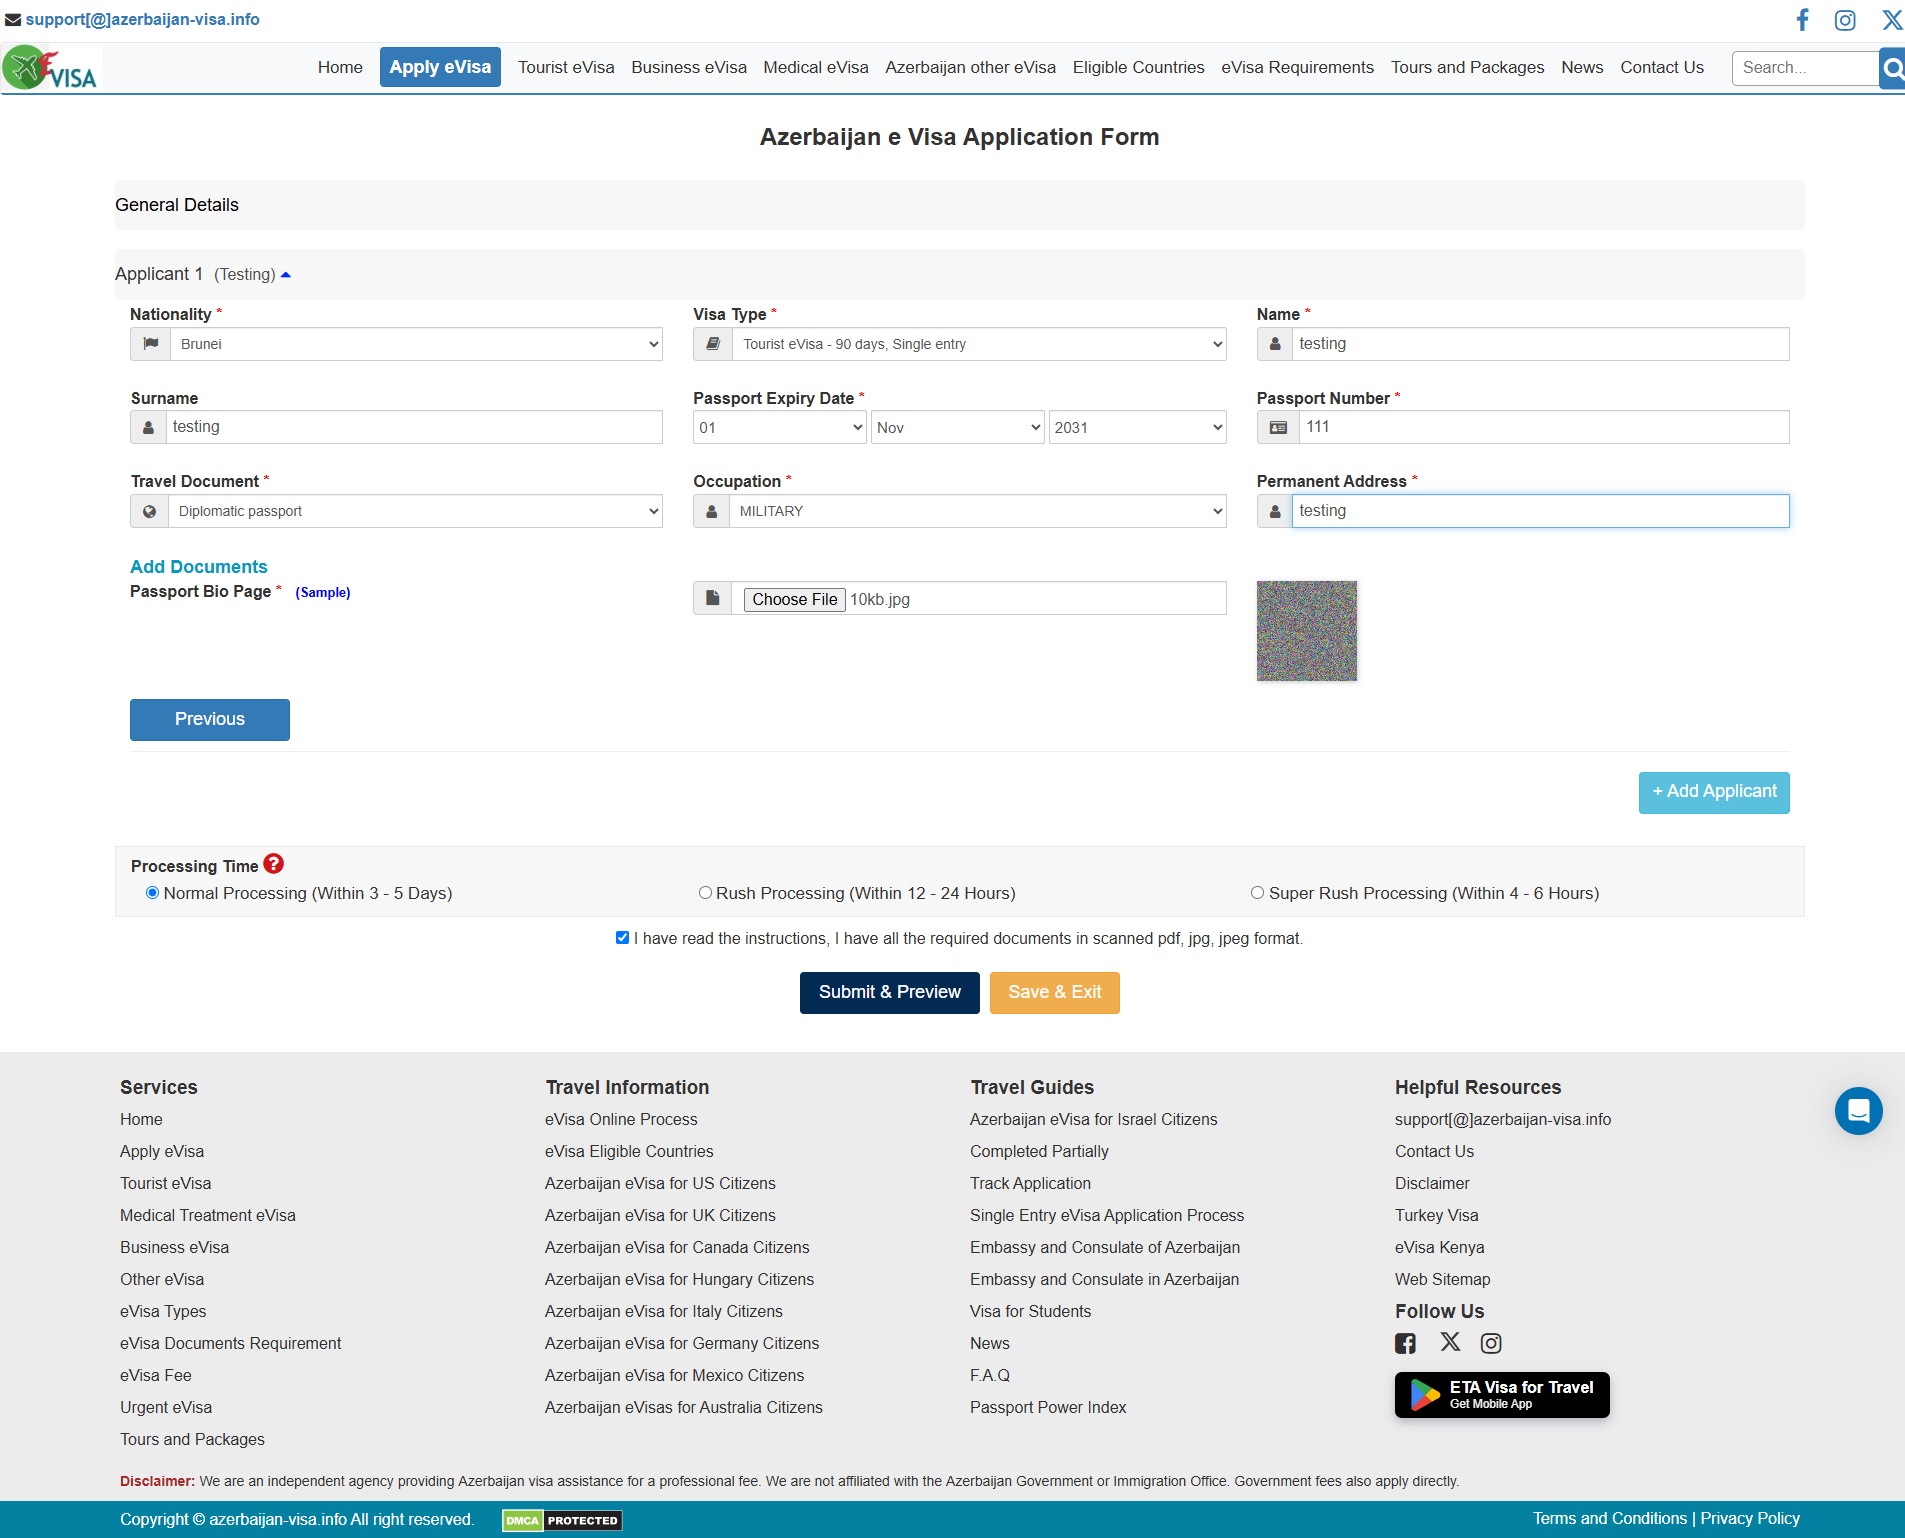 support[@]azerbaijan-visa.info
EVISA
Home Apply eVisa Tourist eVisa Business eVisa Medical eVisa Azerbaijan other eVisa Eligible Countries eVisa Requirements Tours and Packages News Contact Us Search...
Azerbaijan e Visa Application Form
General Details
Applicant 1 (Testing)
Nationality * Visa Type * Name *
Brunei Tourist eVisa - 90 days, Single entry testing
Surname Passport Expiry Date * Passport Number *
testing 01 Nov 2031 111
Travel Document * Occupation * Permanent Address *
Diplomatic passport MILITARY testing
Add Documents
Passport Bio Page * (Sample) Choose File 10kb.jpg
Previous
+ Add Applicant
Processing Time ?
Normal Processing (Within 3 - 5 Days) Rush Processing (Within 12 - 24 Hours) Super Rush Processing (Within 4 - 6 Hours)
I have read the instructions, I have all the required documents in scanned pdf, jpg, jpeg format.
Submit & Preview Save & Exit
Services
Home
Apply eVisa
Tourist eVisa
Medical Treatment eVisa
Business eVisa
Other eVisa
eVisa Types
eVisa Documents Requirement
eVisa Fee
Urgent eVisa
Tours and Packages
Travel Information
eVisa Online Process
eVisa Eligible Countries
Azerbaijan eVisa for US Citizens
Azerbaijan eVisa for UK Citizens
Azerbaijan eVisa for Canada Citizens
Azerbaijan eVisa for Hungary Citizens
Azerbaijan eVisa for Italy Citizens
Azerbaijan eVisa for Germany Citizens
Azerbaijan eVisa for Mexico Citizens
Azerbaijan eVisas for Australia Citizens
Travel Guides
Azerbaijan eVisa for Israel Citizens
Completed Partially
Track Application
Single Entry eVisa Application Process
Embassy and Consulate of Azerbaijan
Embassy and Consulate in Azerbaijan
Visa for Students
News
F.A.Q
Passport Power Index
Helpful Resources
support[@]azerbaijan-visa.info
Contact Us
Disclaimer
Turkey Visa
eVisa Kenya
Web Sitemap
Follow Us
ETA Visa for Travel
Get Mobile App
Disclaimer: We are an independent agency providing Azerbaijan visa assistance for a professional fee. We are not affiliated with the Azerbaijan Government or Immigration Office. Government fees also apply directly.
Copyright © azerbaijan-visa.info All right reserved. DMCA PROTECTED Terms and Conditions | Privacy Policy